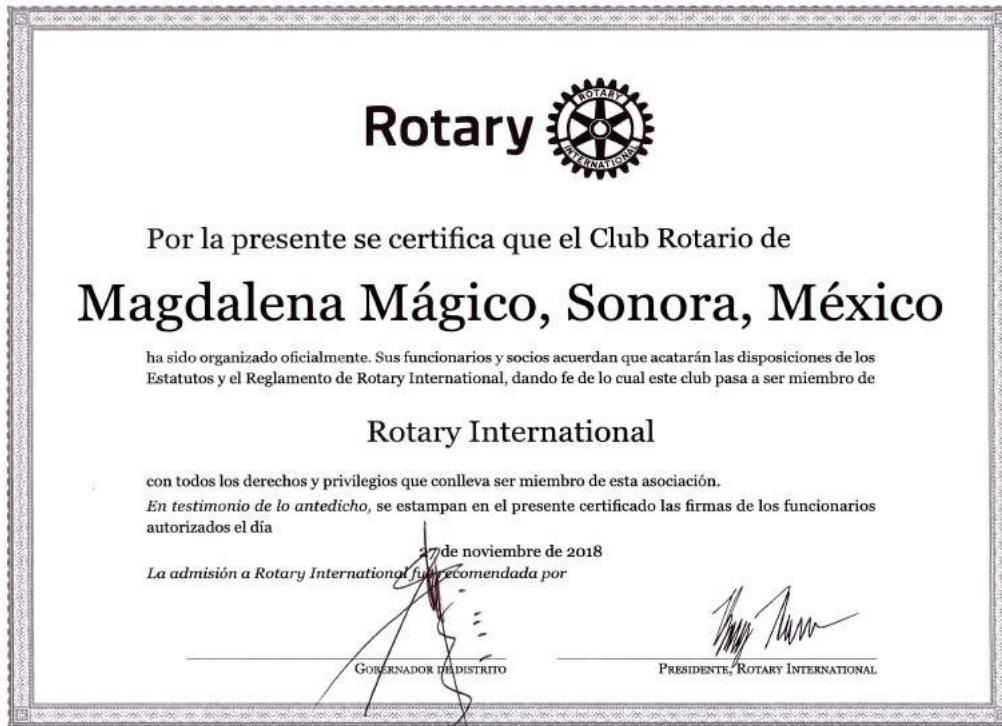 Rotary
ROTARY
INTERNATIONAL
Por la presente se certifica que el Club Rotario de
Magdalena Mágico, Sonora, México
ha sido organizado oficialmente. Sus funcionarios y socios acuerdan que acatarán las disposiciones de los
Estatutos y el Reglamento de Rotary International, dando fe de lo cual este club pasa a ser miembro de
Rotary International
con todos los derechos y privilegios que conlleva ser miembro de esta asociación.
En testimonio de lo antedicho, se estampan en el presente certificado las firmas de los funcionarios
autorizados el día
27 de noviembre de 2018
La admisión a Rotary International fue recomendada por
GOBERNADOR DE DISTRITO
PRESIDENTE, ROTARY INTERNATIONAL